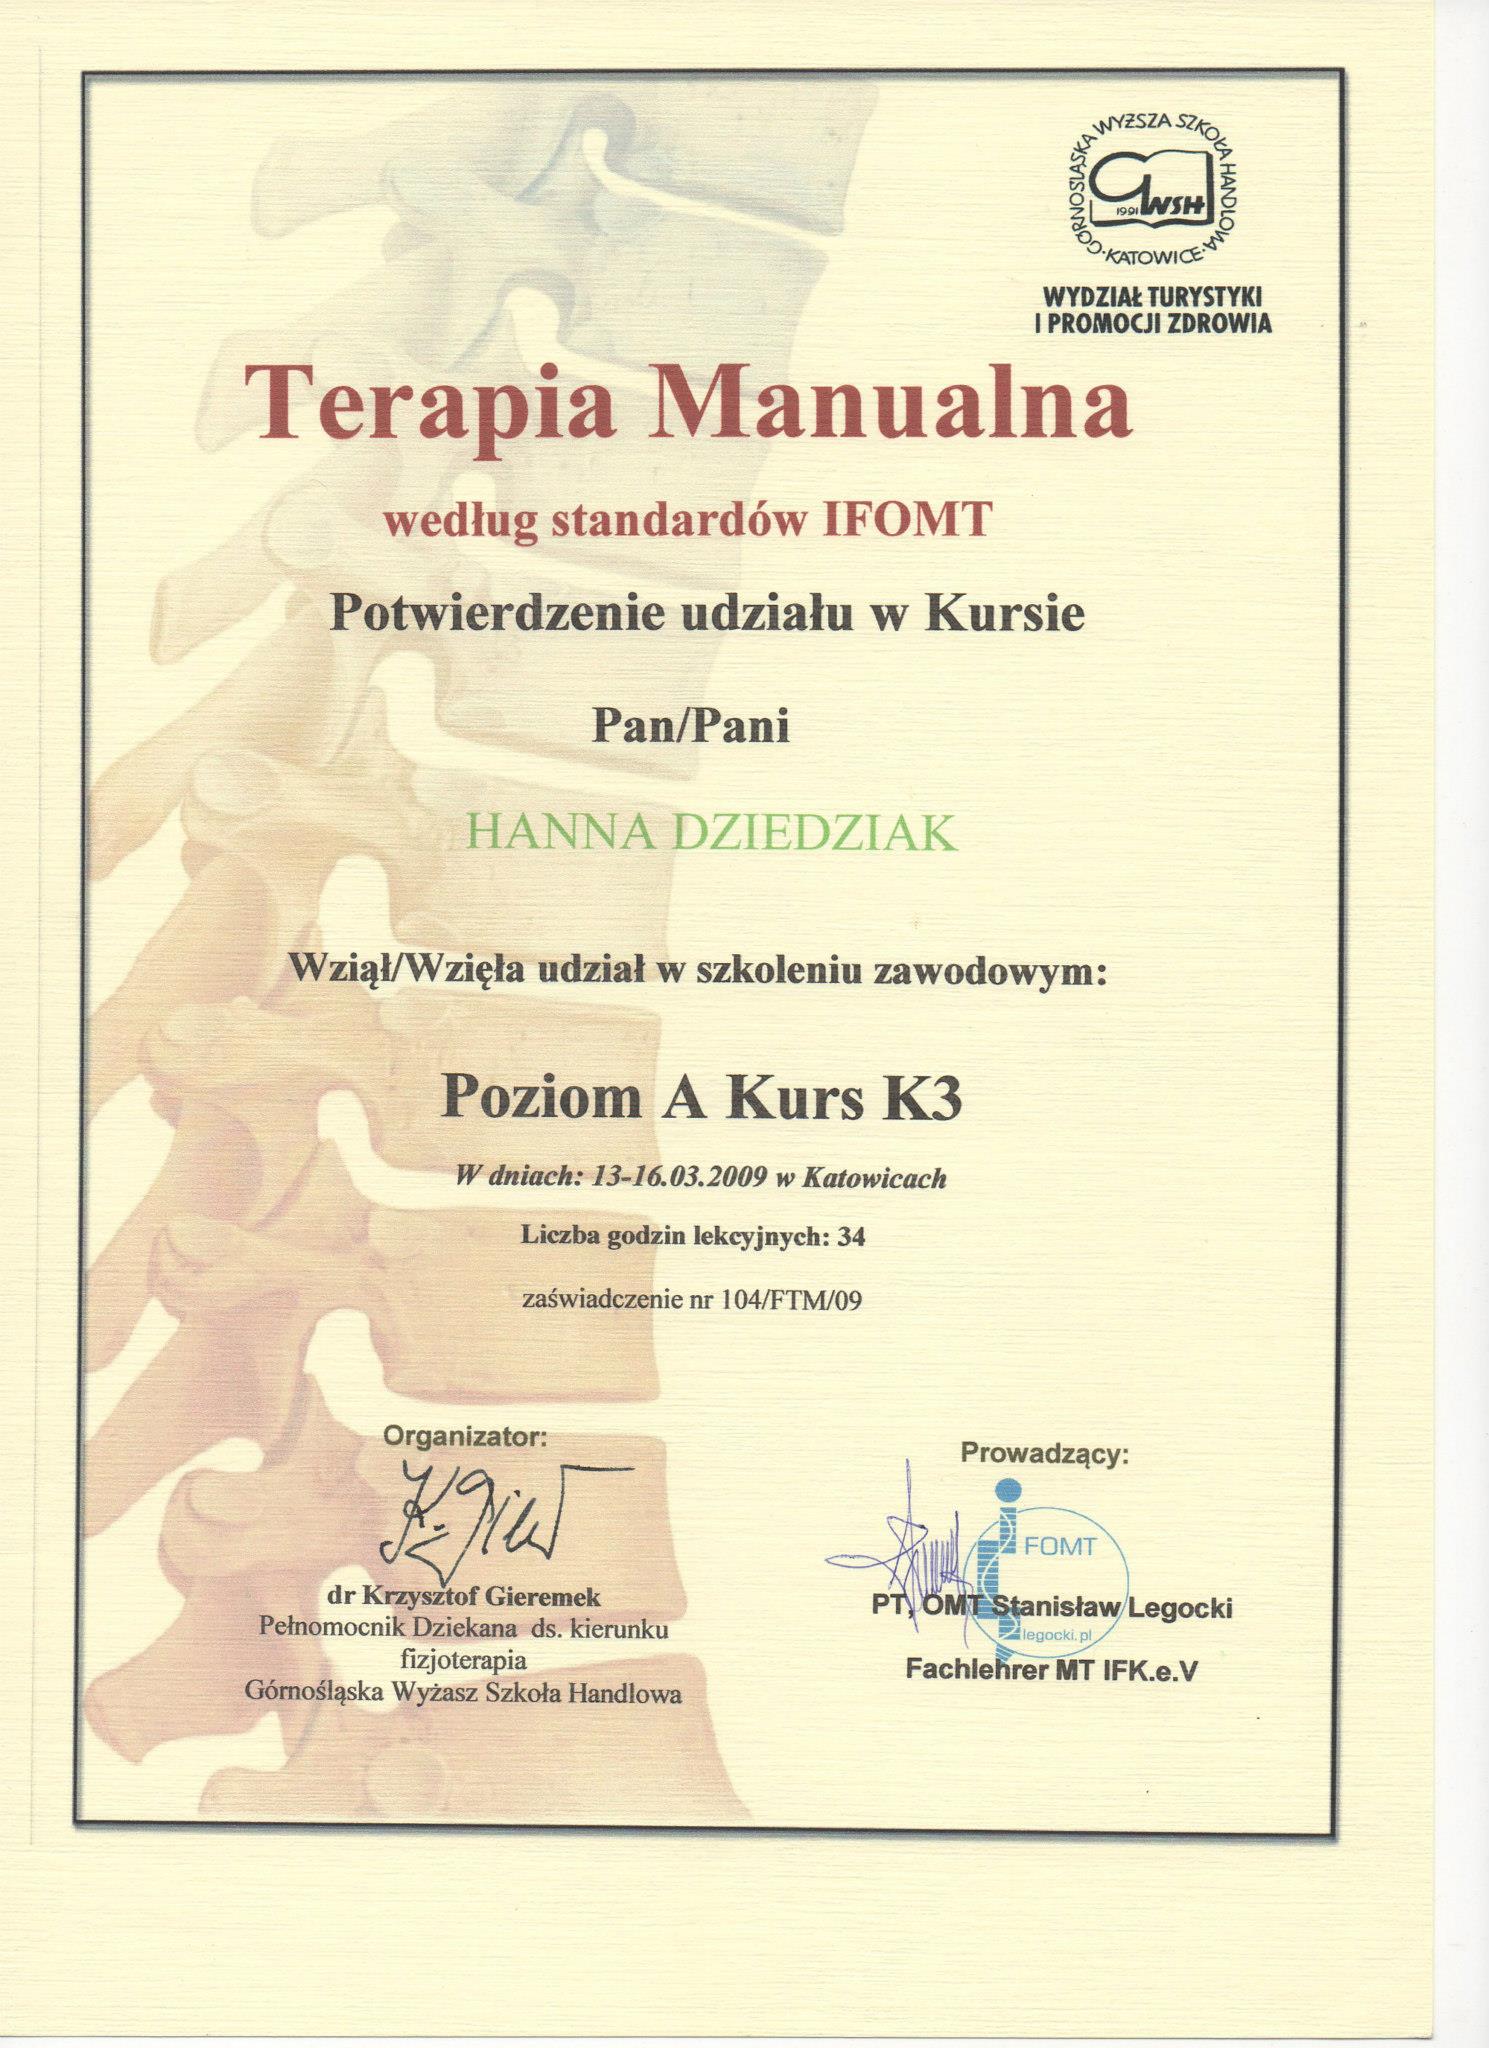 GÓRNOŚLĄSKA WYŻSZA SZKOŁA HANDLOWA
KATOWICE
GWSH
1991
WYDZIAŁ TURYSTYKI
I PROMOCJI ZDROWIA
Terapia Manualna
według standardów IFOMT
Potwierdzenie udziału w Kursie
Pan/Pani
HANNA DZIEDZIAK
Wziął/Wzięła udział w szkoleniu zawodowym:
Poziom A Kurs K3
W dniach: 13-16.03.2009 w Katowicach
Liczba godzin lekcyjnych: 34
zaświadczenie nr 104/FTM/09
Organizator:
dr Krzysztof Gieremek
Pełnomocnik Dziekana ds. kierunku
fizjoterapia
Górnośląska Wyżasz Szkoła Handlowa
Prowadzący:
FOMT
PT, OMT Stanisław Legocki
legocki.pl
Fachlehrer MT IFK.e.V